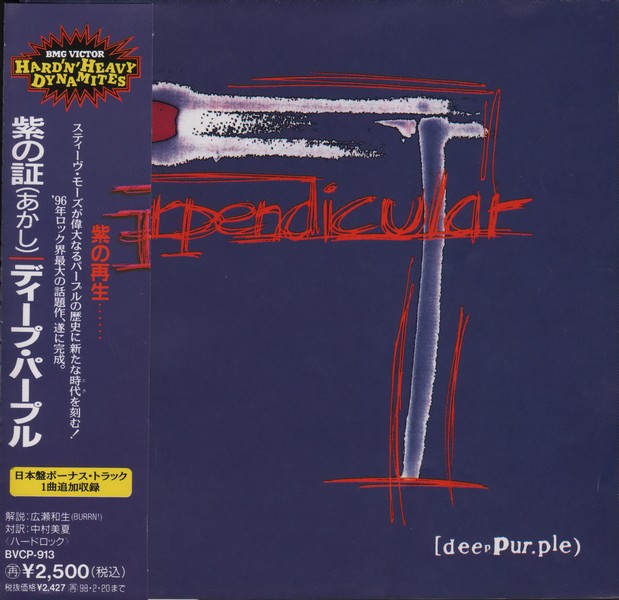 BMG VICTOR
HARD'N'HEAVY
DYNAMITES
紫の証(あかし)|ディープ・パープル
紫の再生……
スティーヴ・モーズが偉大なるパープルの歴史に新たな時代を刻む!
'96年ロック界最大の話題作、遂に完成。
日本盤ボーナス・トラック
1曲追加収録
解説:広瀬和生(BURRN!)
対訳:中村美夏
〈ハードロック〉
BVCP-913
再¥2,500(税込)
税抜価格¥2,427 再98・2・20まで
erpendicular
[deepPur.ple)